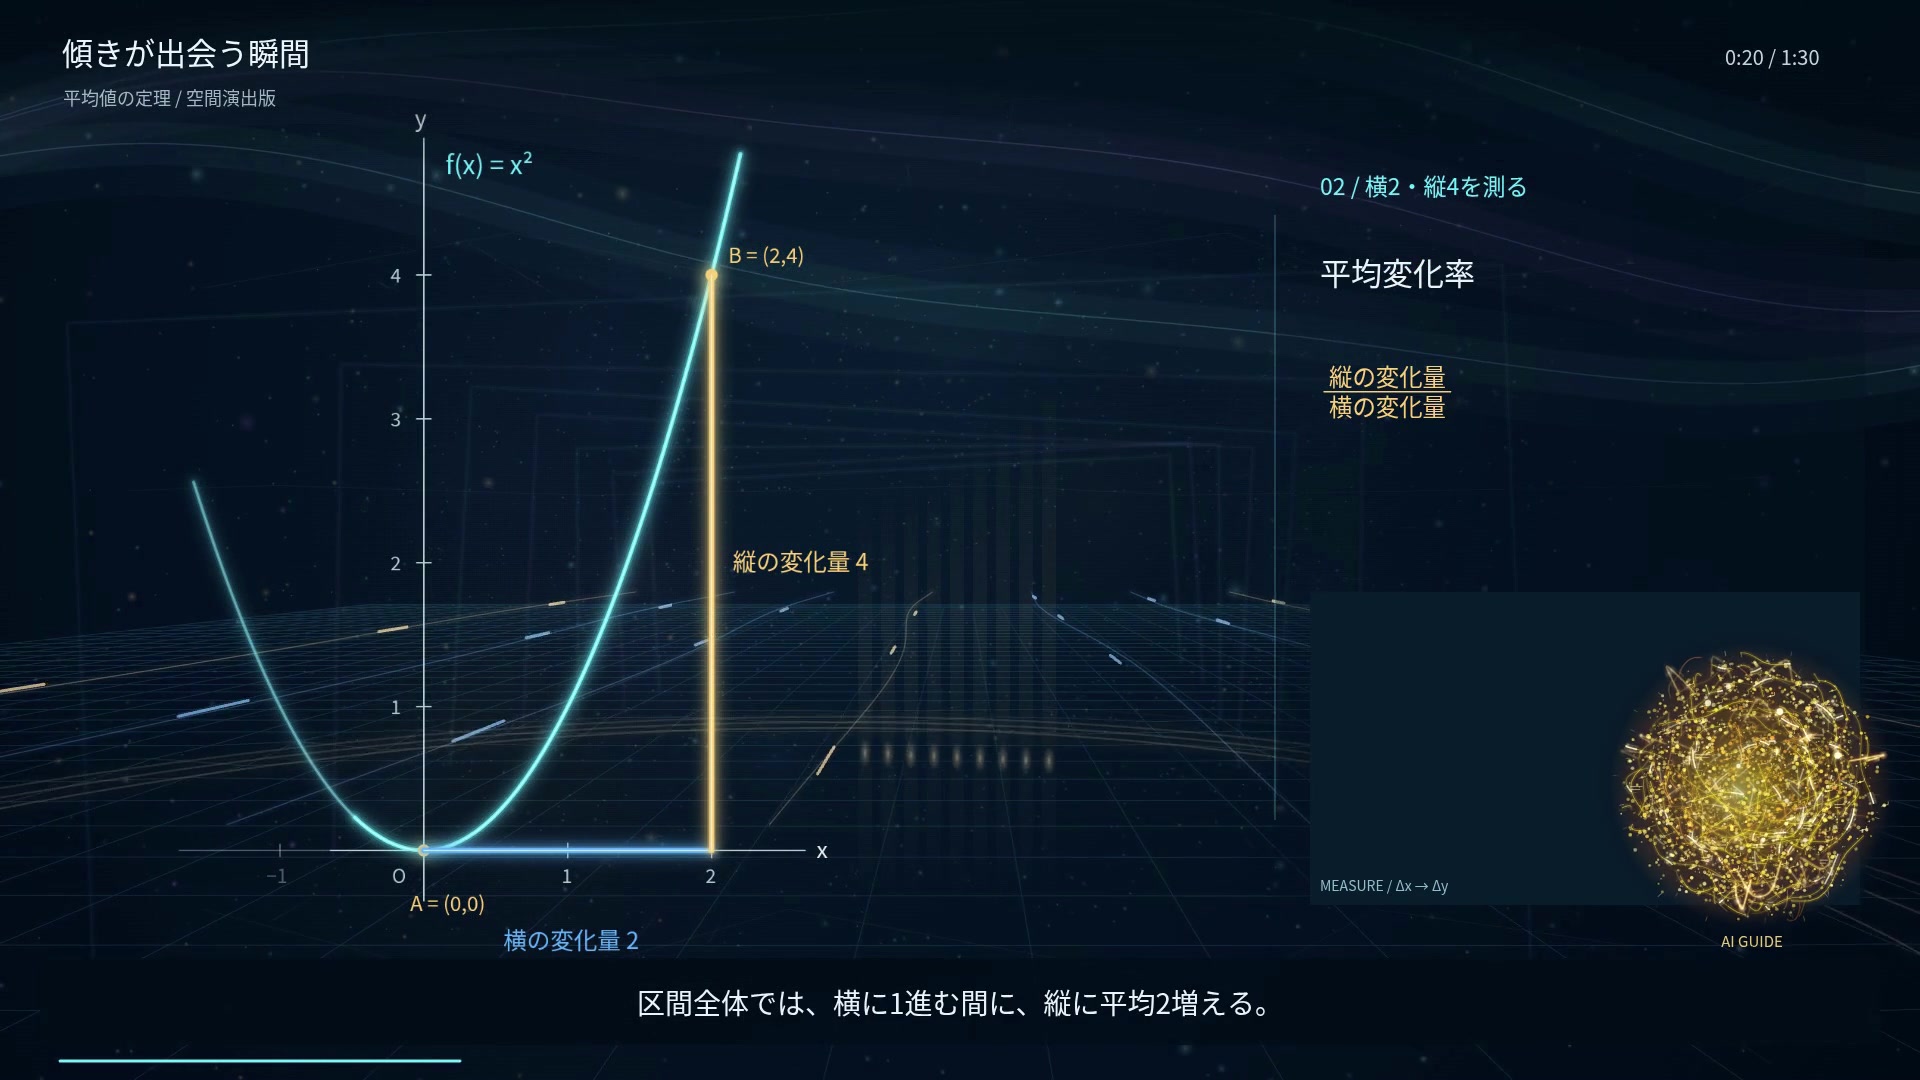 傾きが出会う瞬間
平均値の定理 / 空間演出版
0:20 / 1:30
y
f(x) = x²
B = (2,4)
4
3
2
1
縦の変化量 4
x
−1
O
1
2
A = (0,0)
横の変化量 2
02 / 横2・縦4を測る
平均変化率
縦の変化量
横の変化量
MEASURE / Δx → Δy
AI GUIDE
区間全体では、横に1進む間に、縦に平均2増える。